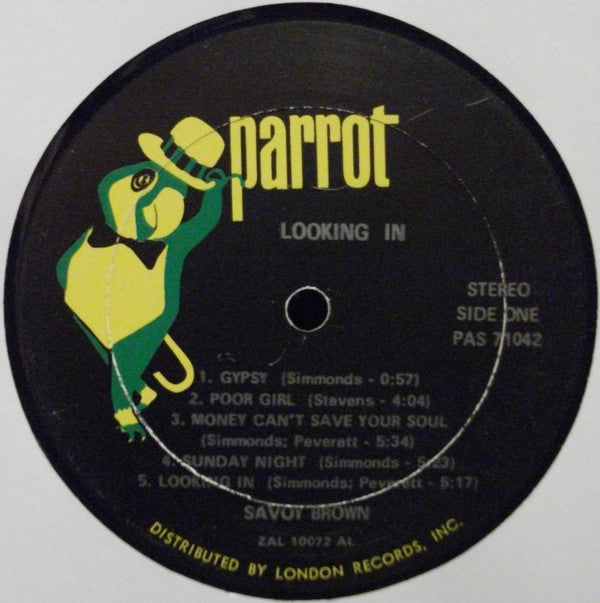 parrot
LOOKING IN
STEREO
SIDE ONE
PAS 71042
1. GYPSY (Simmonds - 0:57)
2. POOR GIRL (Stevens - 4:04)
3. MONEY CAN'T SAVE YOUR SOUL
(Simmonds; Peverett - 5:34)
4. SUNDAY NIGHT (Simmonds - 5:23)
5. LOOKING IN (Simmonds; Peverett - 5:17)
SAVOY BROWN
ZAL 10072 AL
DISTRIBUTED BY LONDON RECORDS, INC.